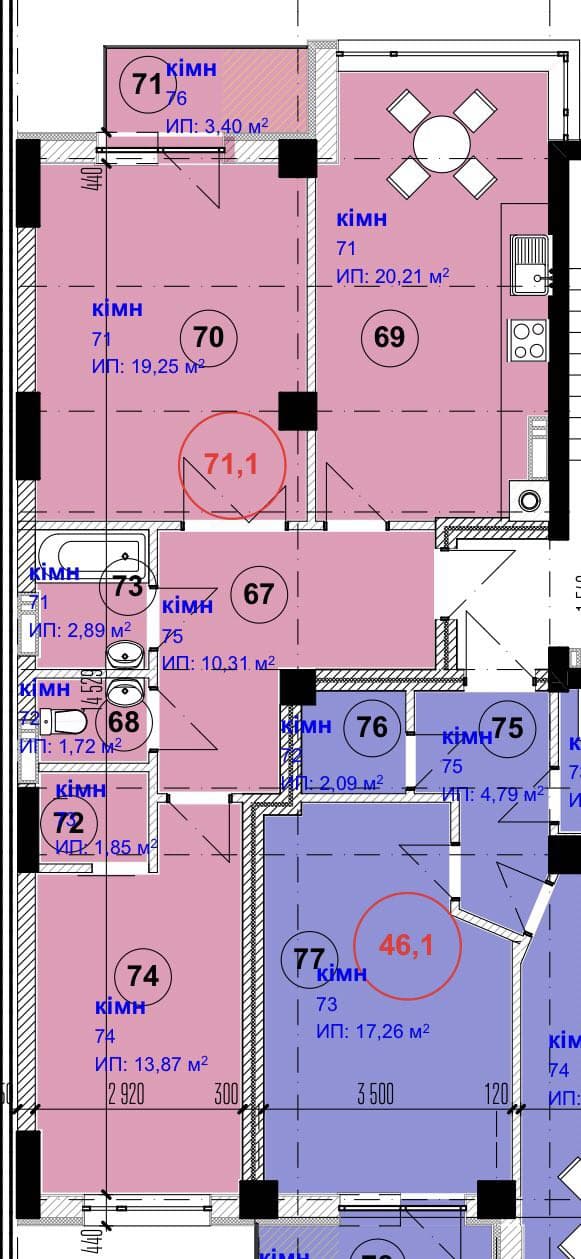 71
кімн
76
ИП: 3,40 м²
440
кімн
71
ИП: 20,21 м²
кімн
71
ИП: 19,25 м²
70
69
71,1
73
кімн
71
ИП: 2,89 м²
67
кімн
75
ИП: 10,31 м²
4 529
кімн
72
ИП: 1,72 м²
68
76
кімн
72
ИП: 2,09 м²
75
кімн
75
ИП: 4,79 м²
72
кімн
73
ИП: 1,85 м²
46,1
77
кімн
73
ИП: 17,26 м²
74
кімн
74
ИП: 13,87 м²
кім
74
ИП:
2 920
300
3 500
120
440
кімн